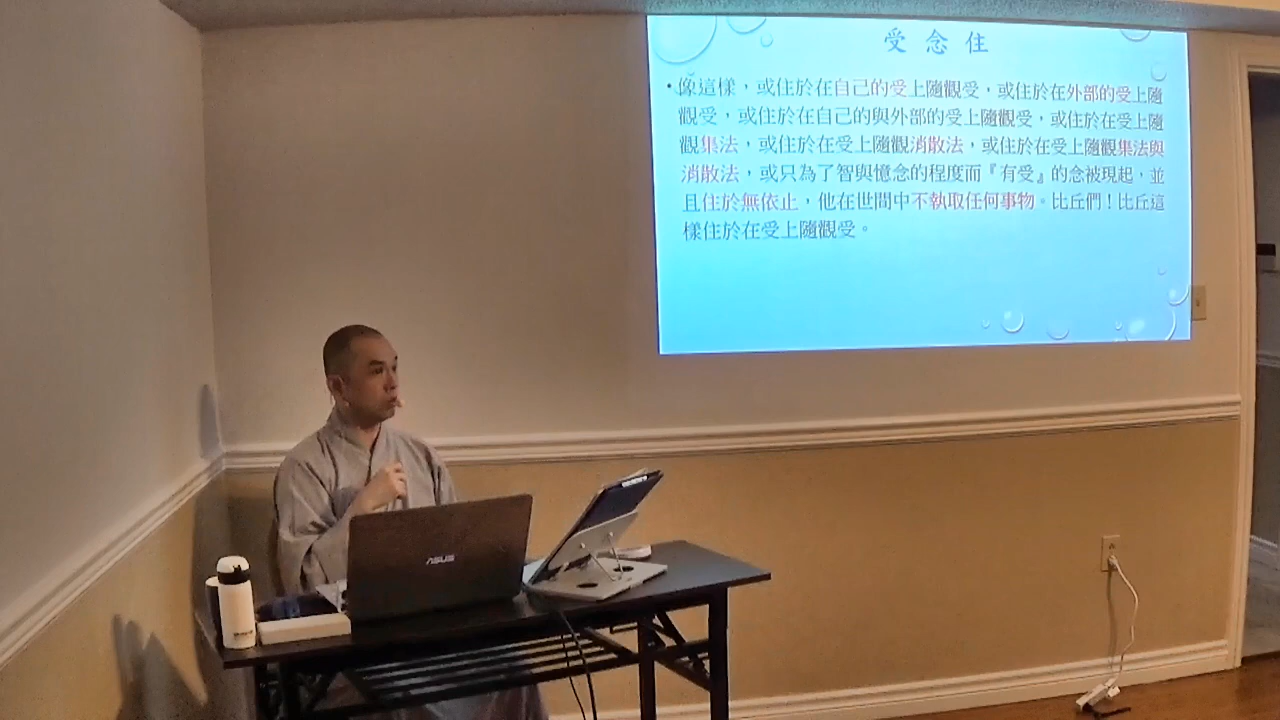 受念住
•像這樣，或住於在自己的受上隨觀受，或住於在外部的受上隨
觀受，或住於在自己的與外部的受上隨觀受，或住於在受上隨
觀集法，或住於在受上隨觀消散法，或住於在受上隨觀集法與
消散法，或只為了智與憶念的程度而『有受』的念被現起，並
且住於無依止，他在世間中不執取任何事物。比丘們！比丘這
樣住於在受上隨觀受。
ASUS